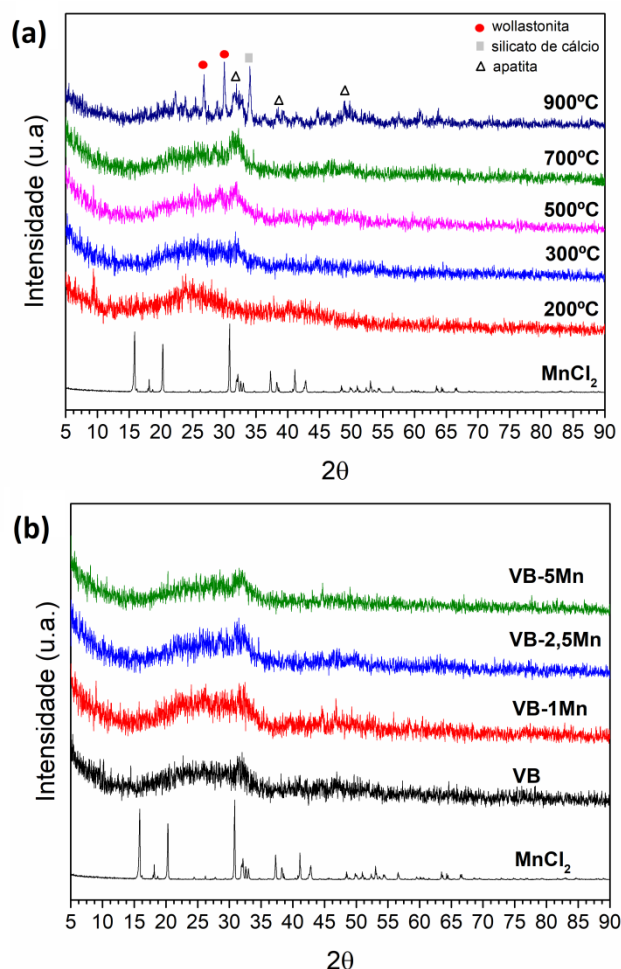 (a)
wollastonita
silicato de cálcio
apatita
900ºC
700ºC
500ºC
300ºC
200ºC
MnCl₂
Intensidade (u.a)
5 10 15 20 25 30 35 40 45 50 55 60 65 70 75 80 85 90
2θ
(b)
VB-5Mn
VB-2,5Mn
VB-1Mn
VB
MnCl₂
Intensidade (u.a.)
5 10 15 20 25 30 35 40 45 50 55 60 65 70 75 80 85 90
2θ